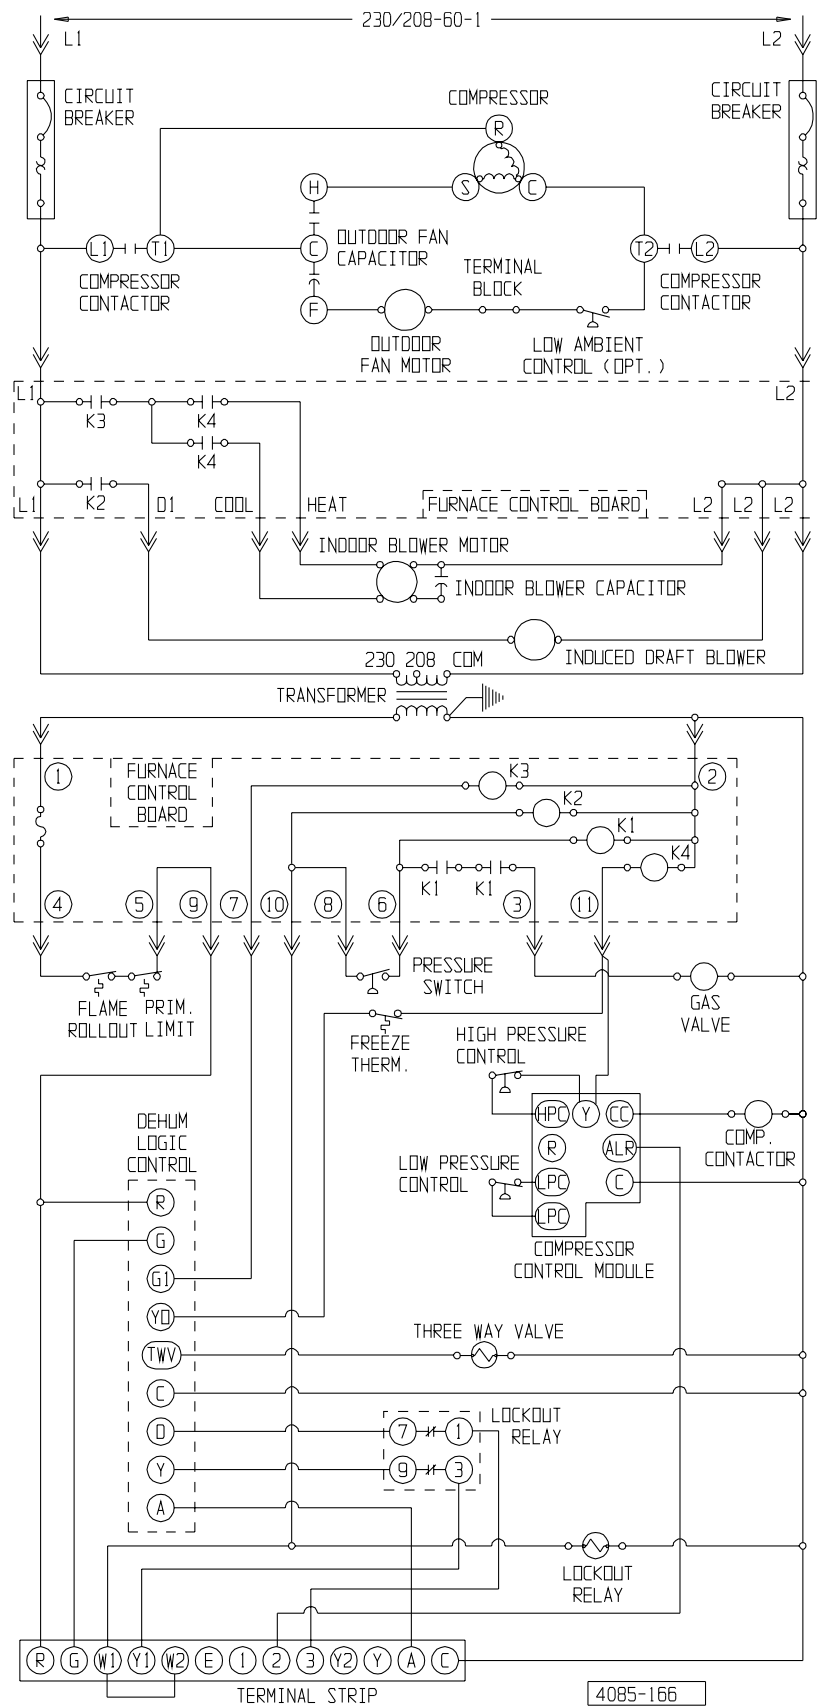 230/208-60-1
L1
L2
CIRCUIT
BREAKER
COMPRESSOR
CIRCUIT
BREAKER
R
H
S
C
L1
T1
C
OUTDOOR FAN
CAPACITOR
T2
L2
COMPRESSOR
CONTACTOR
TERMINAL
BLOCK
COMPRESSOR
CONTACTOR
F
OUTDOOR
FAN MOTOR
LOW AMBIENT
CONTROL (OPT.)
L1
L2
K3
K4
K4
K2
L1
D1
COOL
HEAT
FURNACE CONTROL BOARD
L2
L2
L2
INDOOR BLOWER MOTOR
INDOOR BLOWER CAPACITOR
INDUCED DRAFT BLOWER
230 208 COM
TRANSFORMER
1
FURNACE
CONTROL
BOARD
K3
2
K2
K1
K4
K1
K1
4
5
9
7
10
8
6
3
11
FLAME
ROLLOUT
PRIM.
LIMIT
PRESSURE
SWITCH
GAS
VALVE
FREEZE
THERM.
HIGH PRESSURE
CONTROL
HPC
Y
CC
COMP.
CONTACTOR
DEHUM
LOGIC
CONTROL
R
ALR
LOW PRESSURE
CONTROL
LPC
C
LPC
COMPRESSOR
CONTROL MODULE
R
G
G1
YO
TWV
THREE WAY VALVE
C
D
7
1
LOCKOUT
RELAY
Y
9
3
A
LOCKOUT
RELAY
R
G
W1
Y1
W2
E
1
2
3
Y2
Y
A
C
TERMINAL STRIP
4085-166